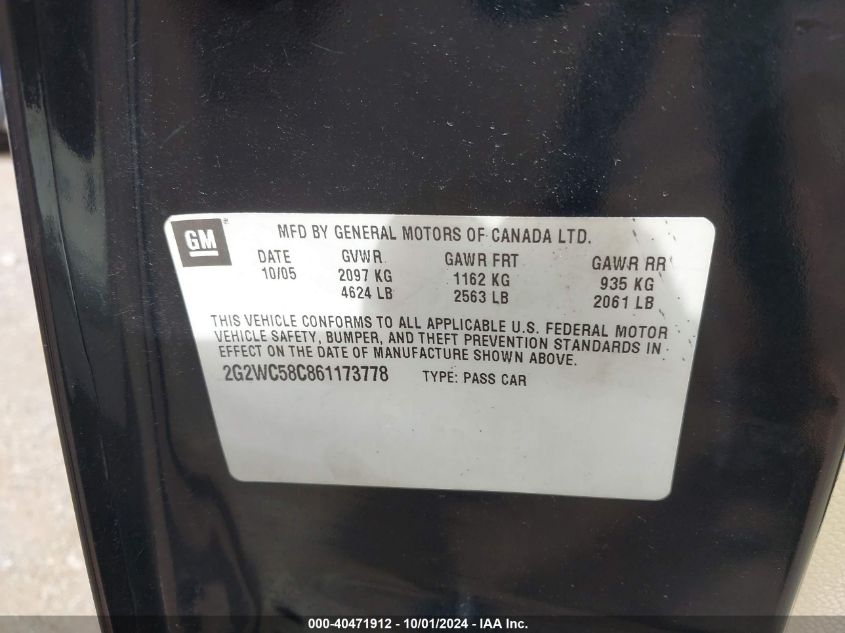 GM MFD BY GENERAL MOTORS OF CANADA LTD.
DATE GVWR GAWR FRT GAWR RR
10/05 2097 KG 1162 KG 935 KG
4624 LB 2563 LB 2061 LB
THIS VEHICLE CONFORMS TO ALL APPLICABLE U.S. FEDERAL MOTOR
VEHICLE SAFETY, BUMPER, AND THEFT PREVENTION STANDARDS IN
EFFECT ON THE DATE OF MANUFACTURE SHOWN ABOVE.
2G2WC58C861173778 TYPE: PASS CAR
000-40471912 - 10/01/2024 - IAA Inc.